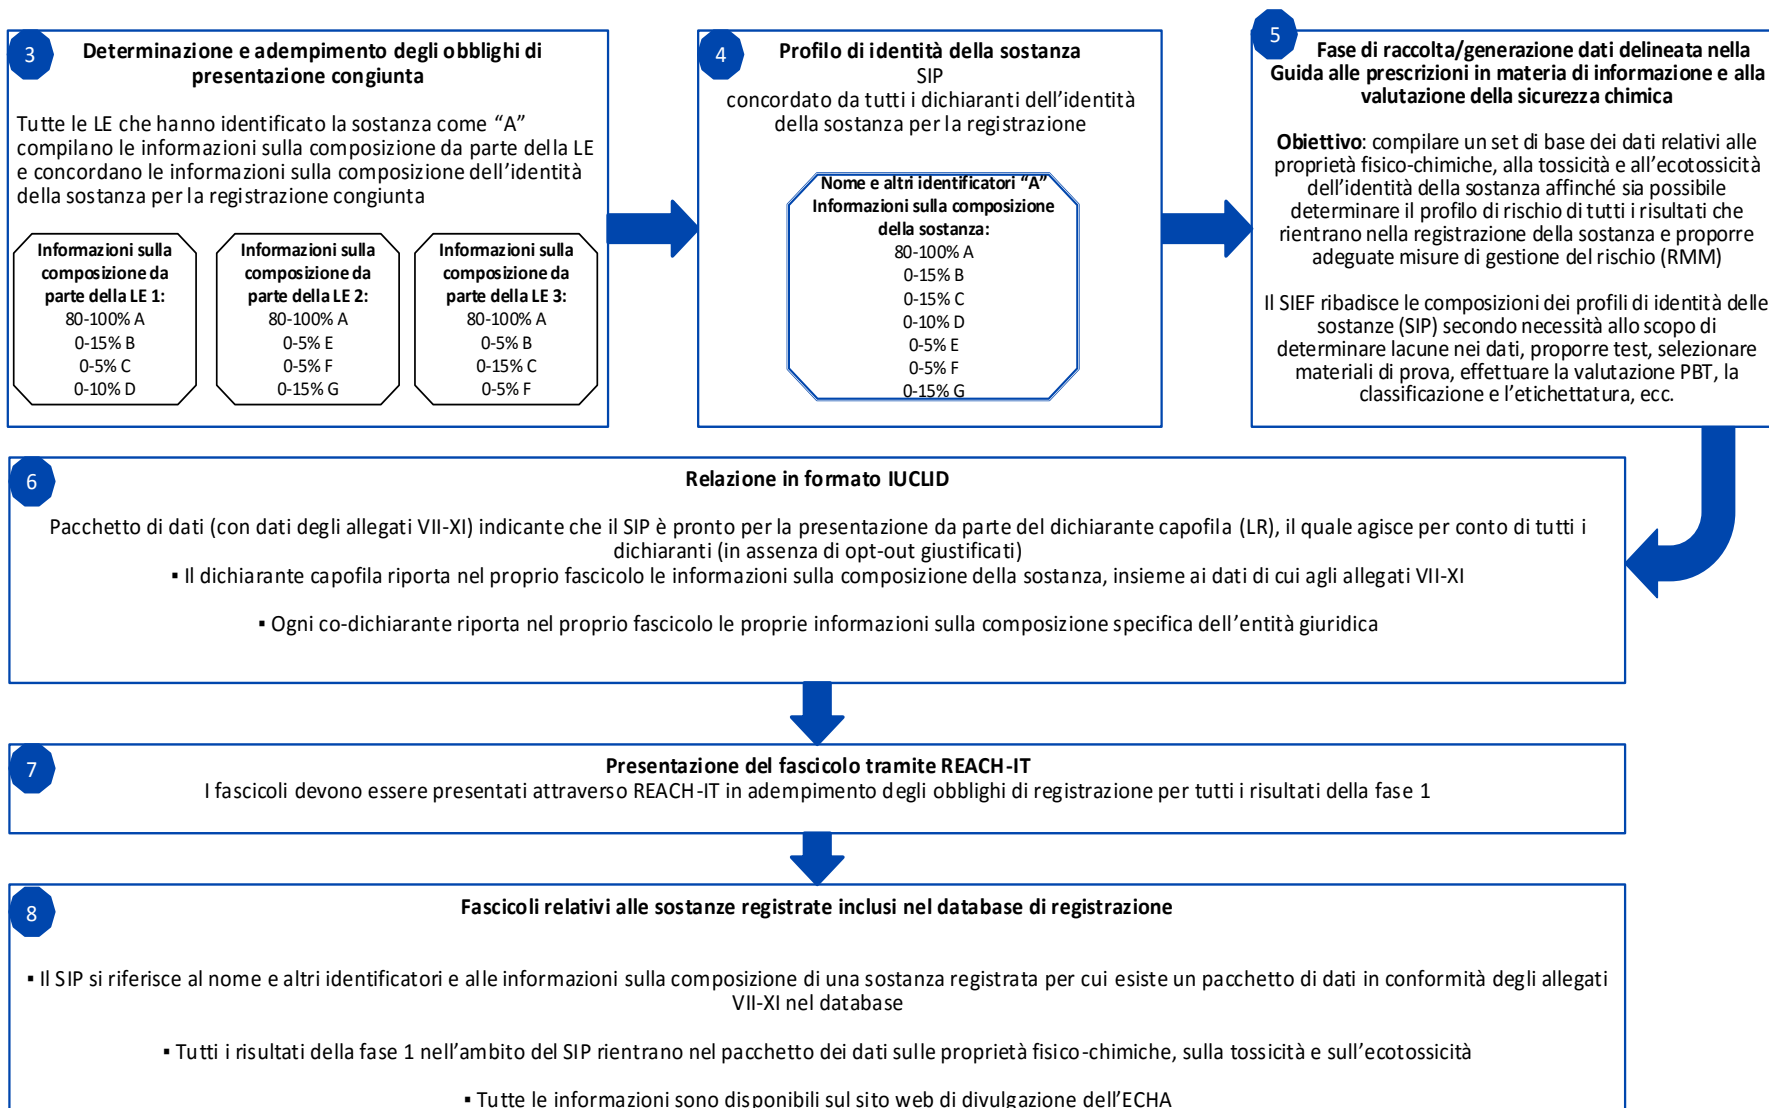 3
Determinazione e adempimento degli obblighi di
presentazione congiunta
Tutte le LE che hanno identificato la sostanza come “A”
compilano le informazioni sulla composizione da parte della LE
e concordano le informazioni sulla composizione dell’identità
della sostanza per la registrazione congiunta
Informazioni sulla
composizione da
parte della LE 1:
80-100% A
0-15% B
0-5% C
0-10% D
Informazioni sulla
composizione da
parte della LE 2:
80-100% A
0-5% E
0-5% F
0-15% G
Informazioni sulla
composizione da
parte della LE 3:
80-100% A
0-5% B
0-15% C
0-5% F
4
Profilo di identità della sostanza
SIP
concordato da tutti i dichiaranti dell’identità
della sostanza per la registrazione
Nome e altri identificatori “A”
Informazioni sulla composizione
della sostanza:
80-100% A
0-15% B
0-15% C
0-10% D
0-5% E
0-5% F
0-15% G
5
Fase di raccolta/generazione dati delineata nella
Guida alle prescrizioni in materia di informazione e alla
valutazione della sicurezza chimica
Obiettivo: compilare un set di base dei dati relativi alle
proprietà fisico-chimiche, alla tossicità e all’ecotossicità
dell’identità della sostanza affinché sia possibile
determinare il profilo di rischio di tutti i risultati che
rientrano nella registrazione della sostanza e proporre
adeguate misure di gestione del rischio (RMM)
Il SIEF ribadisce le composizioni dei profili di identità delle
sostanze (SIP) secondo necessità allo scopo di
determinare lacune nei dati, proporre test, selezionare
materiali di prova, effettuare la valutazione PBT, la
classificazione e l’etichettatura, ecc.
6
Relazione in formato IUCLID
Pacchetto di dati (con dati degli allegati VII-XI) indicante che il SIP è pronto per la presentazione da parte del dichiarante capofila (LR), il quale agisce per conto di tutti i
dichiaranti (in assenza di opt-out giustificati)
▪ Il dichiarante capofila riporta nel proprio fascicolo le informazioni sulla composizione della sostanza, insieme ai dati di cui agli allegati VII-XI
▪ Ogni co-dichiarante riporta nel proprio fascicolo le proprie informazioni sulla composizione specifica dell’entità giuridica
7
Presentazione del fascicolo tramite REACH-IT
I fascicoli devono essere presentati attraverso REACH-IT in adempimento degli obblighi di registrazione per tutti i risultati della fase 1
8
Fascicoli relativi alle sostanze registrate inclusi nel database di registrazione
▪ Il SIP si riferisce al nome e altri identificatori e alle informazioni sulla composizione di una sostanza registrata per cui esiste un pacchetto di dati in conformità degli allegati
VII-XI nel database
▪ Tutti i risultati della fase 1 nell’ambito del SIP rientrano nel pacchetto dei dati sulle proprietà fisico-chimiche, sulla tossicità e sull’ecotossicità
▪ Tutte le informazioni sono disponibili sul sito web di divulgazione dell’ECHA